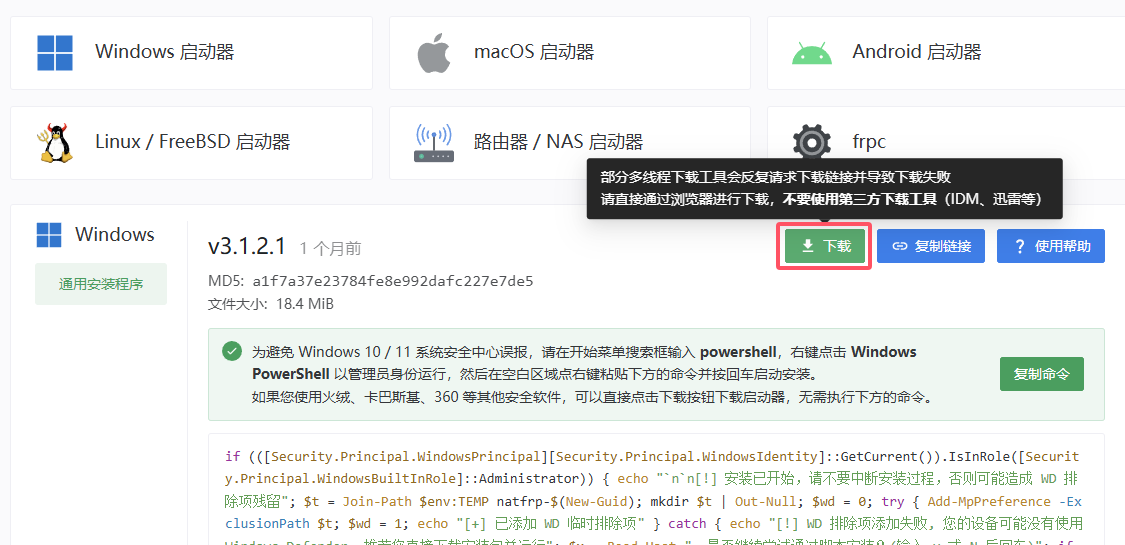 Windows 启动器
macOS 启动器
Android 启动器
Linux / FreeBSD 启动器
路由器 / NAS 启动器
frpc
部分多线程下载工具会反复请求下载链接并导致下载失败
请直接通过浏览器进行下载，不要使用第三方下载工具（IDM、迅雷等）
Windows
通用安装程序
v3.1.2.1 1 个月前
下载
复制链接
? 使用帮助
MD5: a1f7a37e23784fe8e992dafc227e7de5
文件大小: 18.4 MiB
为避免 Windows 10 / 11 系统安全中心误报，请在开始菜单搜索框输入 powershell，右键点击 Windows
PowerShell 以管理员身份运行，然后在空白区域点右键粘贴下方的命令并按回车启动安装。
如果您使用火绒、卡巴斯基、360 等其他安全软件，可以直接点击下载按钮下载启动器，无需执行下方的命令。
复制命令
if (([Security.Principal.WindowsPrincipal][Security.Principal.WindowsIdentity]::GetCurrent()).IsInRole([Securit
y.Principal.WindowsBuiltInRole]::Administrator)) { echo "`n`n[!] 安装已开始，请不要中断安装过程，否则可能造成 WD 排
除项残留"; $t = Join-Path $env:TEMP natfrp-$(New-Guid); mkdir $t | Out-Null; $wd = 0; try { Add-MpPreference -Ex
clusionPath $t; $wd = 1; echo "[+] 已添加 WD 临时排除项" } catch { echo "[!] WD 排除项添加失败，您的设备可能没有使用